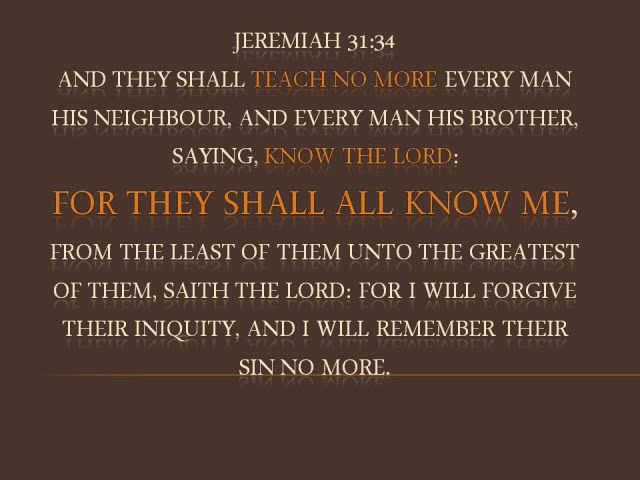 JEREMIAH 31:34
AND THEY SHALL TEACH NO MORE EVERY MAN
HIS NEIGHBOUR, AND EVERY MAN HIS BROTHER,
SAYING, KNOW THE LORD:
FOR THEY SHALL ALL KNOW ME,
FROM THE LEAST OF THEM UNTO THE GREATEST
OF THEM, SAITH THE LORD: FOR I WILL FORGIVE
THEIR INIQUITY, AND I WILL REMEMBER THEIR
SIN NO MORE.